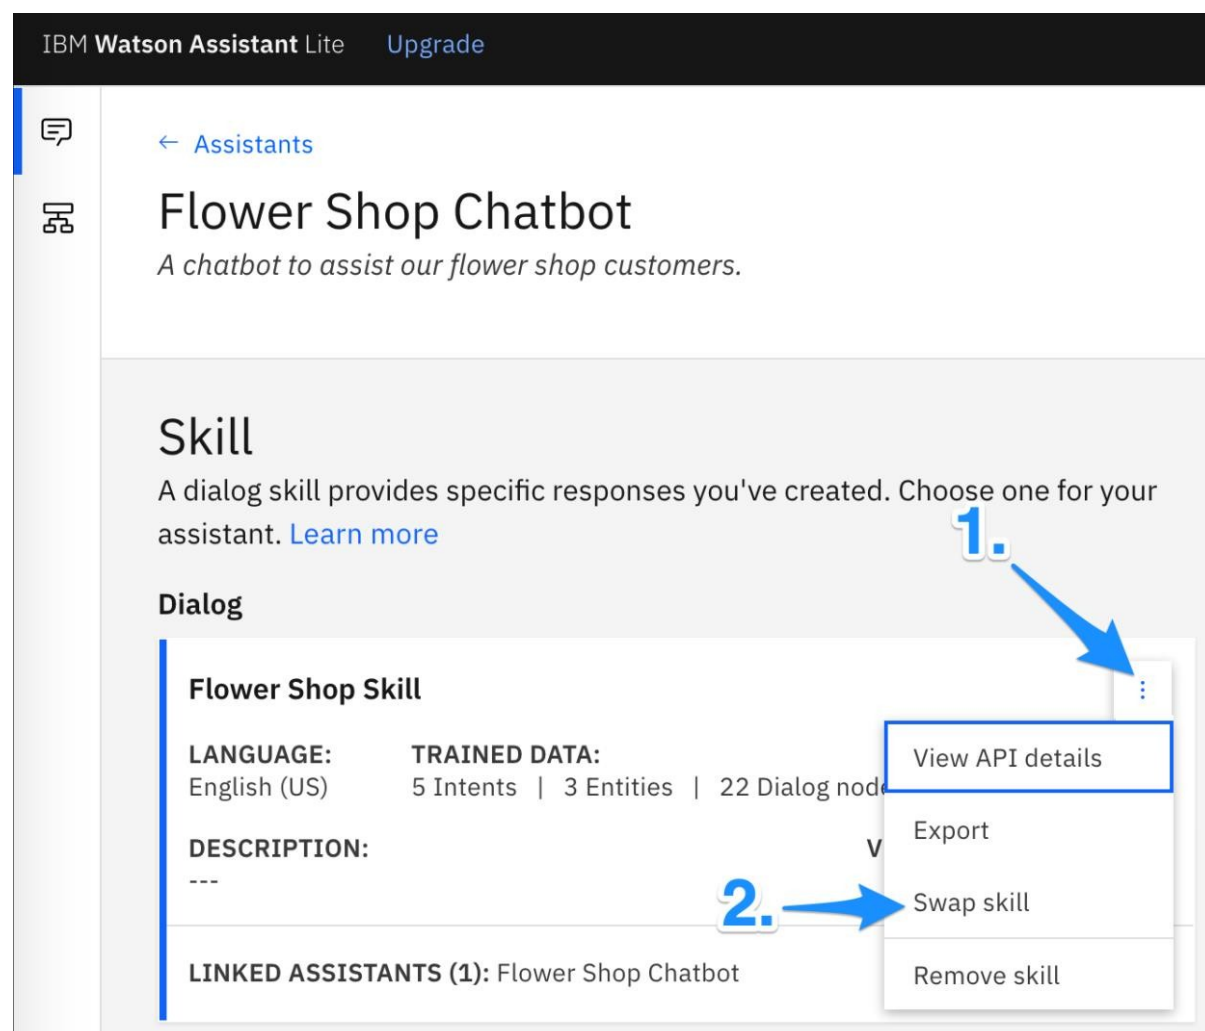 IBM Watson Assistant Lite Upgrade
← Assistants
Flower Shop Chatbot
A chatbot to assist our flower shop customers.
Skill
A dialog skill provides specific responses you've created. Choose one for your
assistant. Learn more
1.
Dialog
Flower Shop Skill
LANGUAGE: TRAINED DATA:
English (US) 5 Intents | 3 Entities | 22 Dialog node
View API details
Export
DESCRIPTION: V
---
2. Swap skill
LINKED ASSISTANTS (1): Flower Shop Chatbot
Remove skill